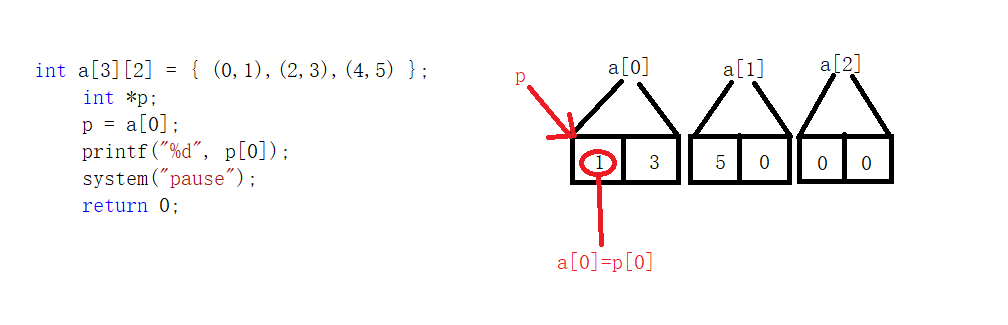 int a[3][2] = { (0,1),(2,3),(4,5) };
int *p;
p = a[0];
printf("%d", p[0]);
system("pause");
return 0;
p
a[0]
a[1]
a[2]
1 3 5 0 0 0
a[0]=p[0]